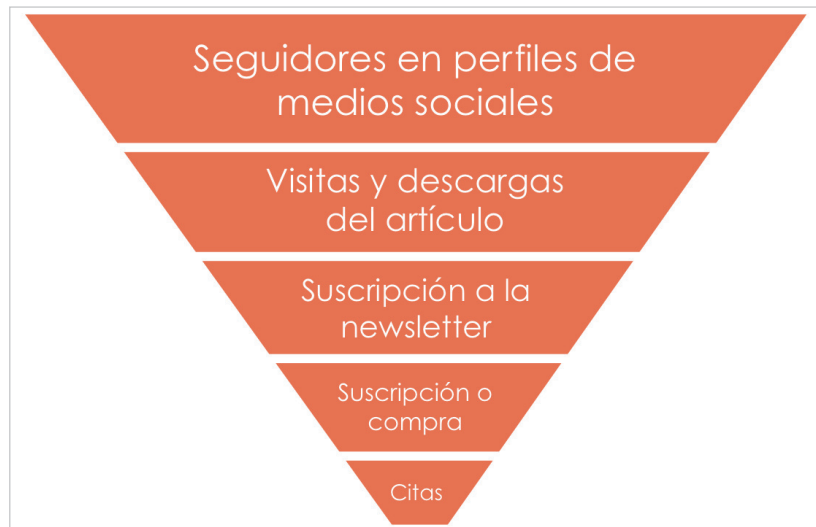 Seguidores en perfiles de
medios sociales
Visitas y descargas
del artículo
Suscripción a la
newsletter
Suscripción o
compra
Citas